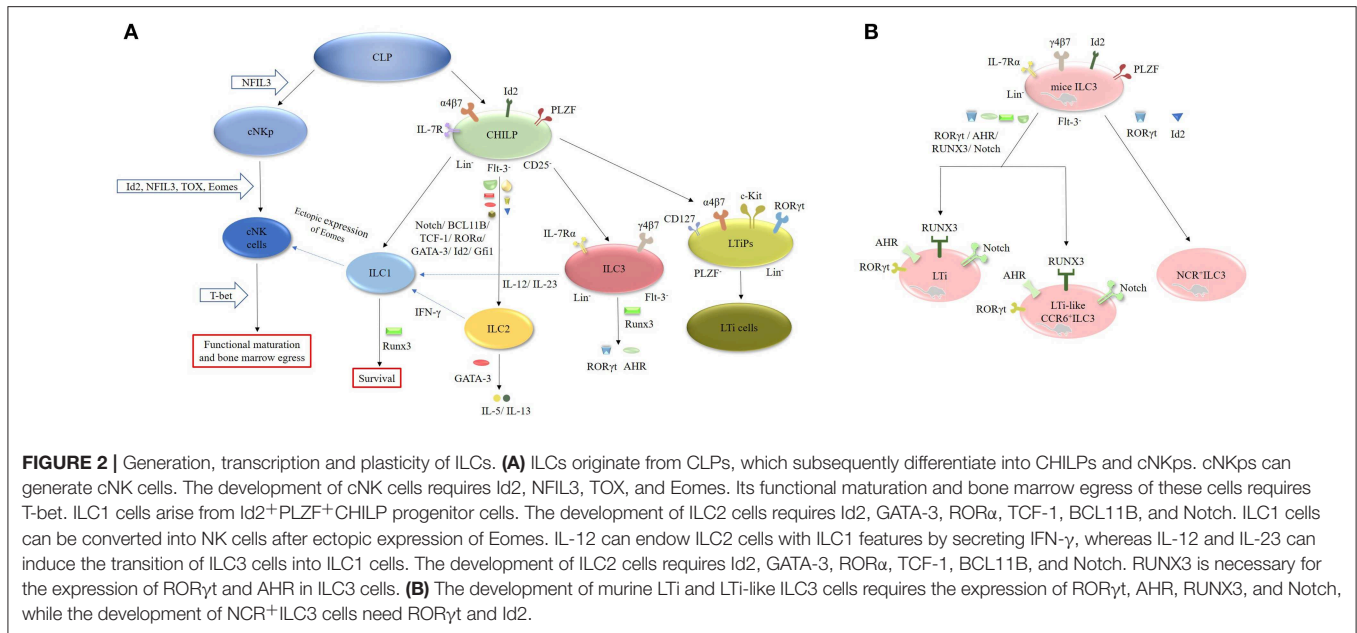 A
CLP
NFIL3
cNKp
Id2
α4β7
PLZF
IL-7R
CHILP
Lin-
Flt-3-
CD25-
Id2, NFIL3, TOX, Eomes
Ectopic expression
of Eomes
cNK
cells
Notch/ BCL11B/
TCF-1/ RORα/
GATA-3/ Id2/ Gfi1
ILC1
IL-7Rα
γ4β7
ILC3
Lin-
Flt-3-
IL-12/ IL-23
CD127
α4β7
c-Kit
RORγt
LTiPs
PLZF-
Lin-
T-bet
IFN-γ
ILC2
Runx3
Runx3
LTi cells
Functional maturation
and bone marrow egress
Survival
GATA-3
RORγt AHR
IL-5/ IL-13
B
γ4β7
Id2
IL-7Rα
PLZF
mice ILC3
Lin-
Flt-3-
RORγt / AHR/
RUNX3/ Notch
RORγt
Id2
RUNX3
AHR
Notch
RORγt
LTi
RUNX3
AHR
Notch
RORγt
LTi-like
CCR6+ILC3
NCR+ILC3
FIGURE 2 | Generation, transcription and plasticity of ILCs. (A) ILCs originate from CLPs, which subsequently differentiate into CHILPs and cNKps. cNKps can
generate cNK cells. The development of cNK cells requires Id2, NFIL3, TOX, and Eomes. Its functional maturation and bone marrow egress of these cells requires
T-bet. ILC1 cells arise from Id2+PLZF+CHILP progenitor cells. The development of ILC2 cells requires Id2, GATA-3, RORα, TCF-1, BCL11B, and Notch. ILC1 cells
can be converted into NK cells after ectopic expression of Eomes. IL-12 can endow ILC2 cells with ILC1 features by secreting IFN-γ, whereas IL-12 and IL-23 can
induce the transition of ILC3 cells into ILC1 cells. The development of ILC2 cells requires Id2, GATA-3, RORα, TCF-1, BCL11B, and Notch. RUNX3 is necessary for
the expression of RORγt and AHR in ILC3 cells. (B) The development of murine LTi and LTi-like ILC3 cells requires the expression of RORγt, AHR, RUNX3, and Notch,
while the development of NCR+ILC3 cells need RORγt and Id2.